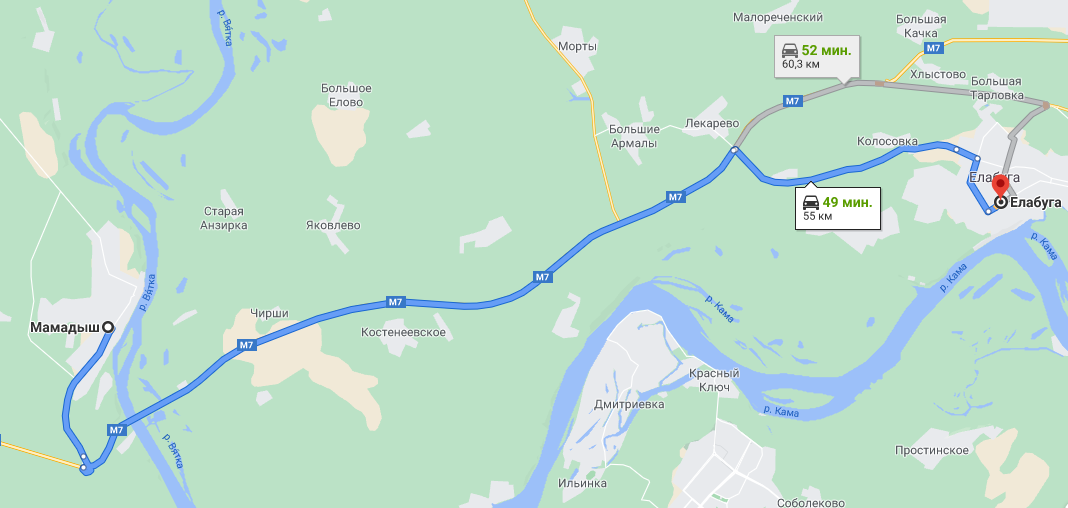 р. Вятка
Малореченский
Большая
Качка
М7
Морты
52 мин.
60,3 км
Хлыстово
Большая
Тарловка
Большое
Елово
М7
Лекарево
Большие
Армалы
Колосовка
Елабуга
Елабуга
М7
49 мин.
55 км
Старая
Анзирка
Яковлево
р. Кама
р. Кама
М7
р. Вятка
р. Кама
М7
Чирши
Мамадыш
Костенеевское
М7
Красный
Ключ
Дмитриевка
р. Кама
М7
р. Вятка
Простинское
Ильинка
Соболеково